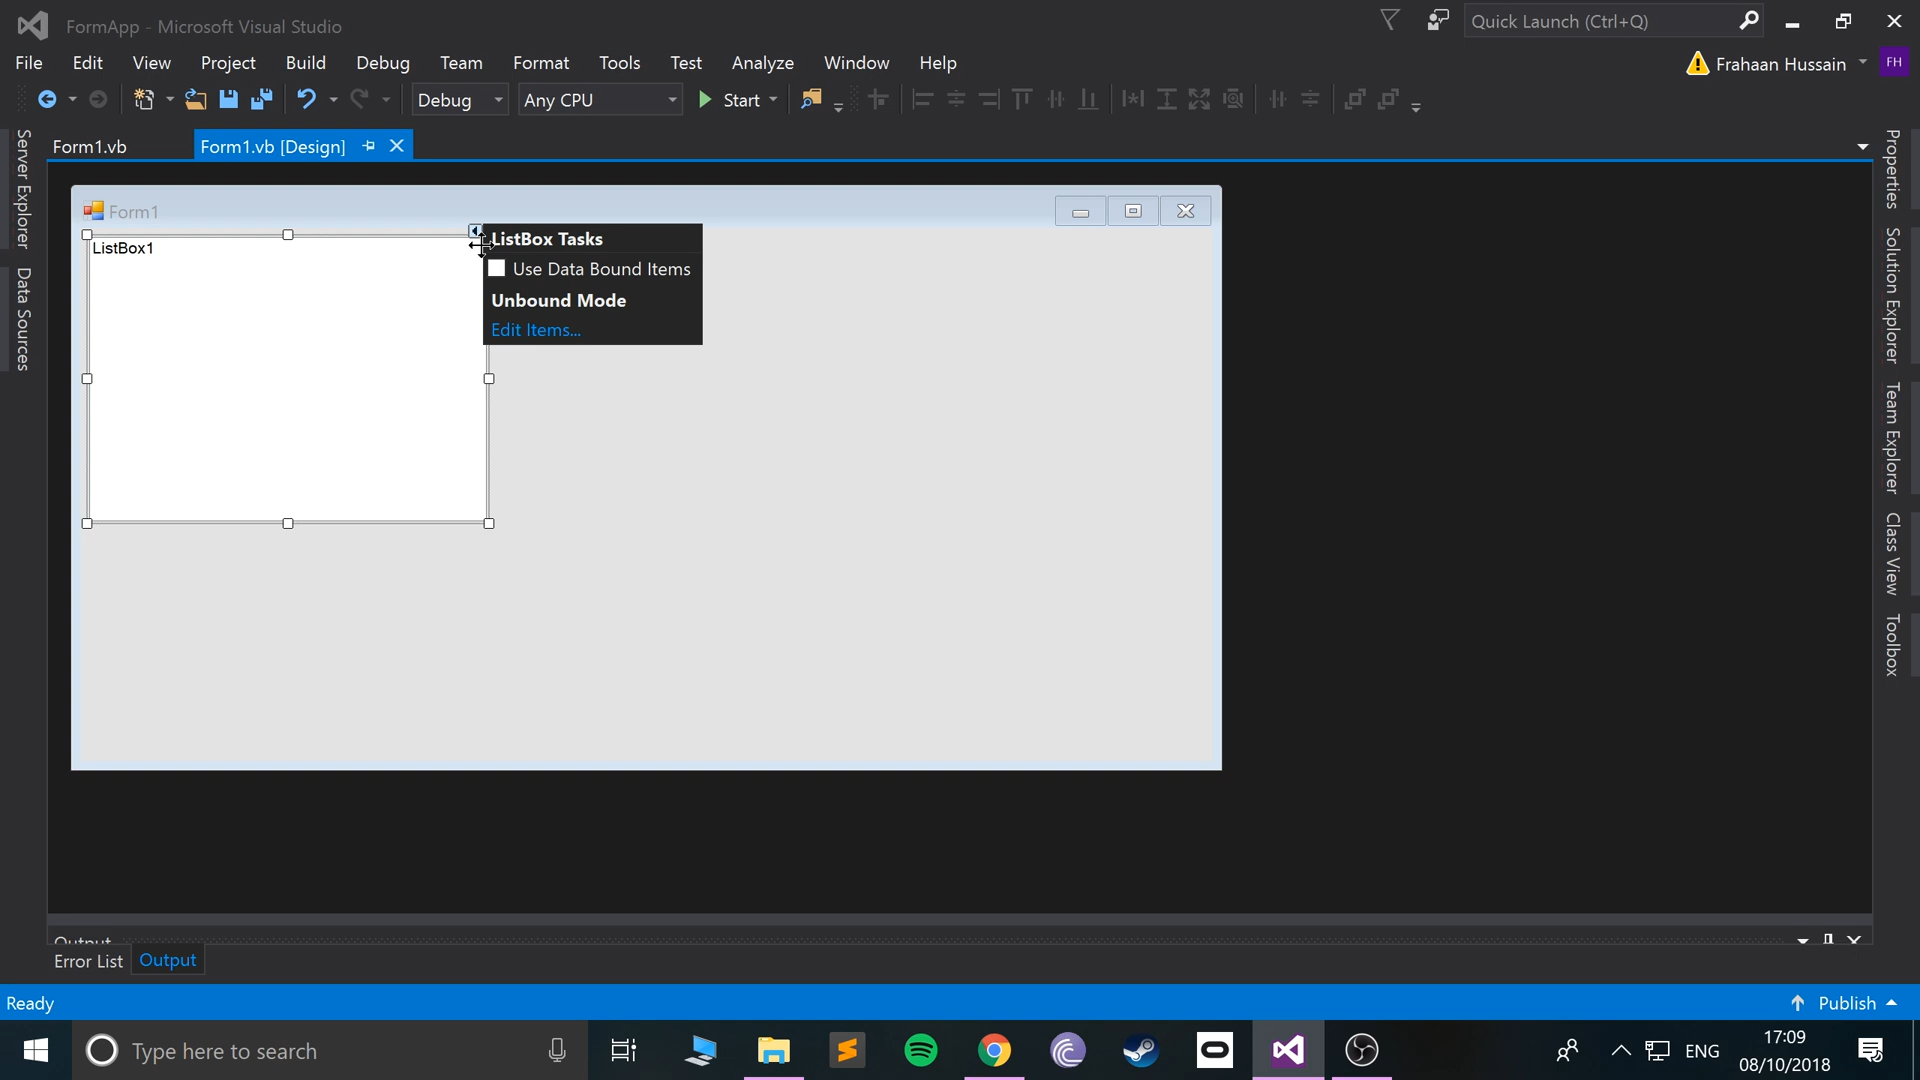 FormApp - Microsoft Visual Studio
Quick Launch (Ctrl+Q)
File Edit View Project Build Debug Team Format Tools Test Analyze Window Help
Frahaan Hussain FH
Debug Any CPU Start
Form1.vb Form1.vb [Design]
Server Explorer
Data Sources
Form1
ListBox1
ListBox Tasks
Use Data Bound Items
Unbound Mode
Edit Items...
Properties
Solution Explorer
Team Explorer
Class View
Toolbox
Output
Error List Output
Ready
Publish
Type here to search
ENG
17:09
08/10/2018